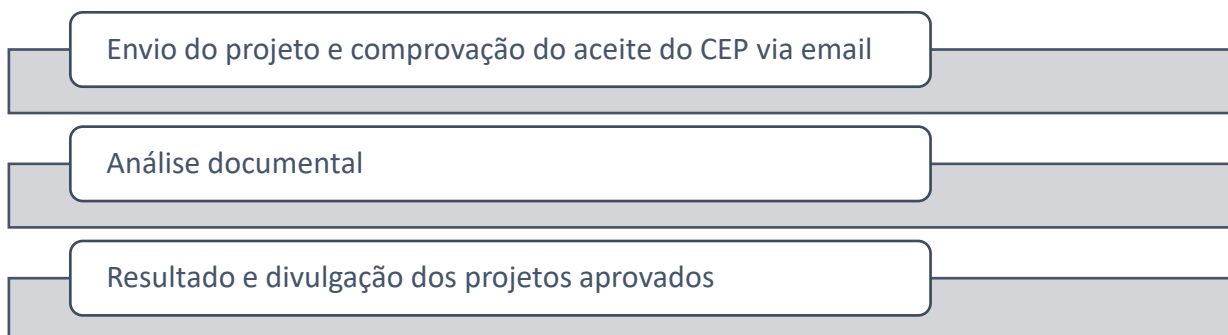 Envio do projeto e comprovação do aceite do CEP via email
Análise documental
Resultado e divulgação dos projetos aprovados